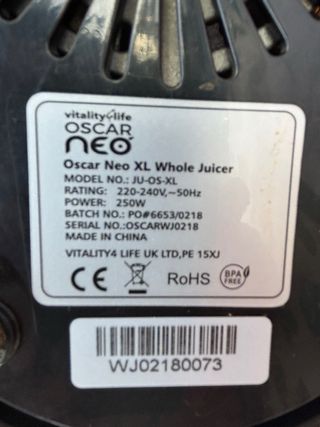 vitality4life
OSCAR
neo
Oscar Neo XL Whole Juicer
MODEL NO.: JU-OS-XL
RATING: 220-240V,~50Hz
POWER: 250W
BATCH NO.: PO#6653/0218
SERIAL NO.:OSCARWJ0218
MADE IN CHINA
VITALITY4 LIFE UK LTD,PE 15XJ
CE RoHS BPA FREE
WJ02180073